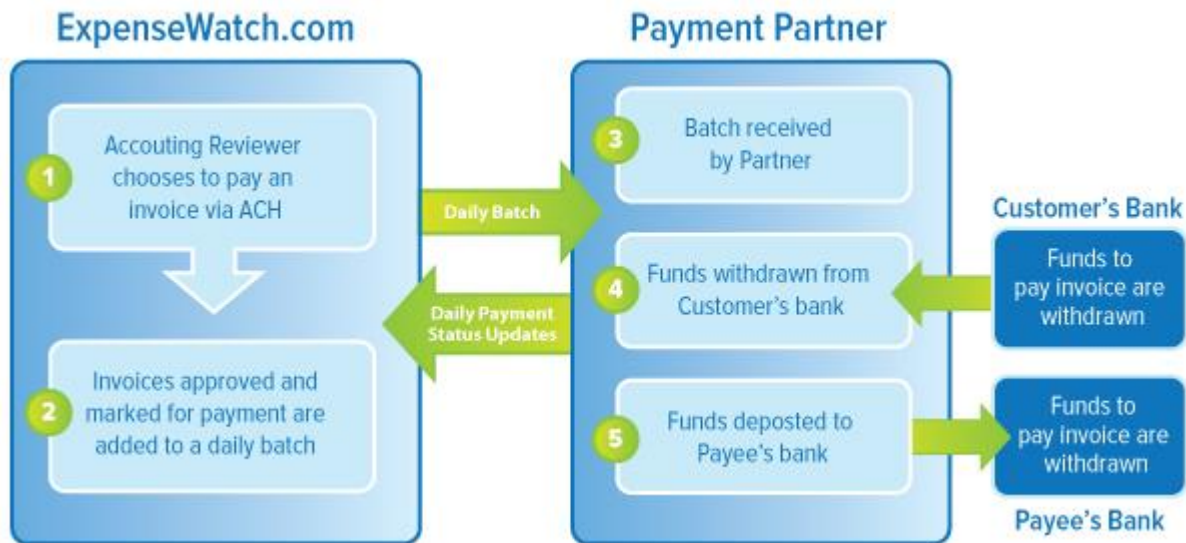 ExpenseWatch.com
1
Accouting Reviewer
chooses to pay an
invoice via ACH
2
Invoices approved and
marked for payment are
added to a daily batch
Daily Batch
Daily Payment
Status Updates
Payment Partner
3
Batch received
by Partner
4
Funds withdrawn from
Customer's bank
5
Funds deposted to
Payee's bank
Customer's Bank
Funds to
pay invoice are
withdrawn
Funds to
pay invoice are
withdrawn
Payee's Bank